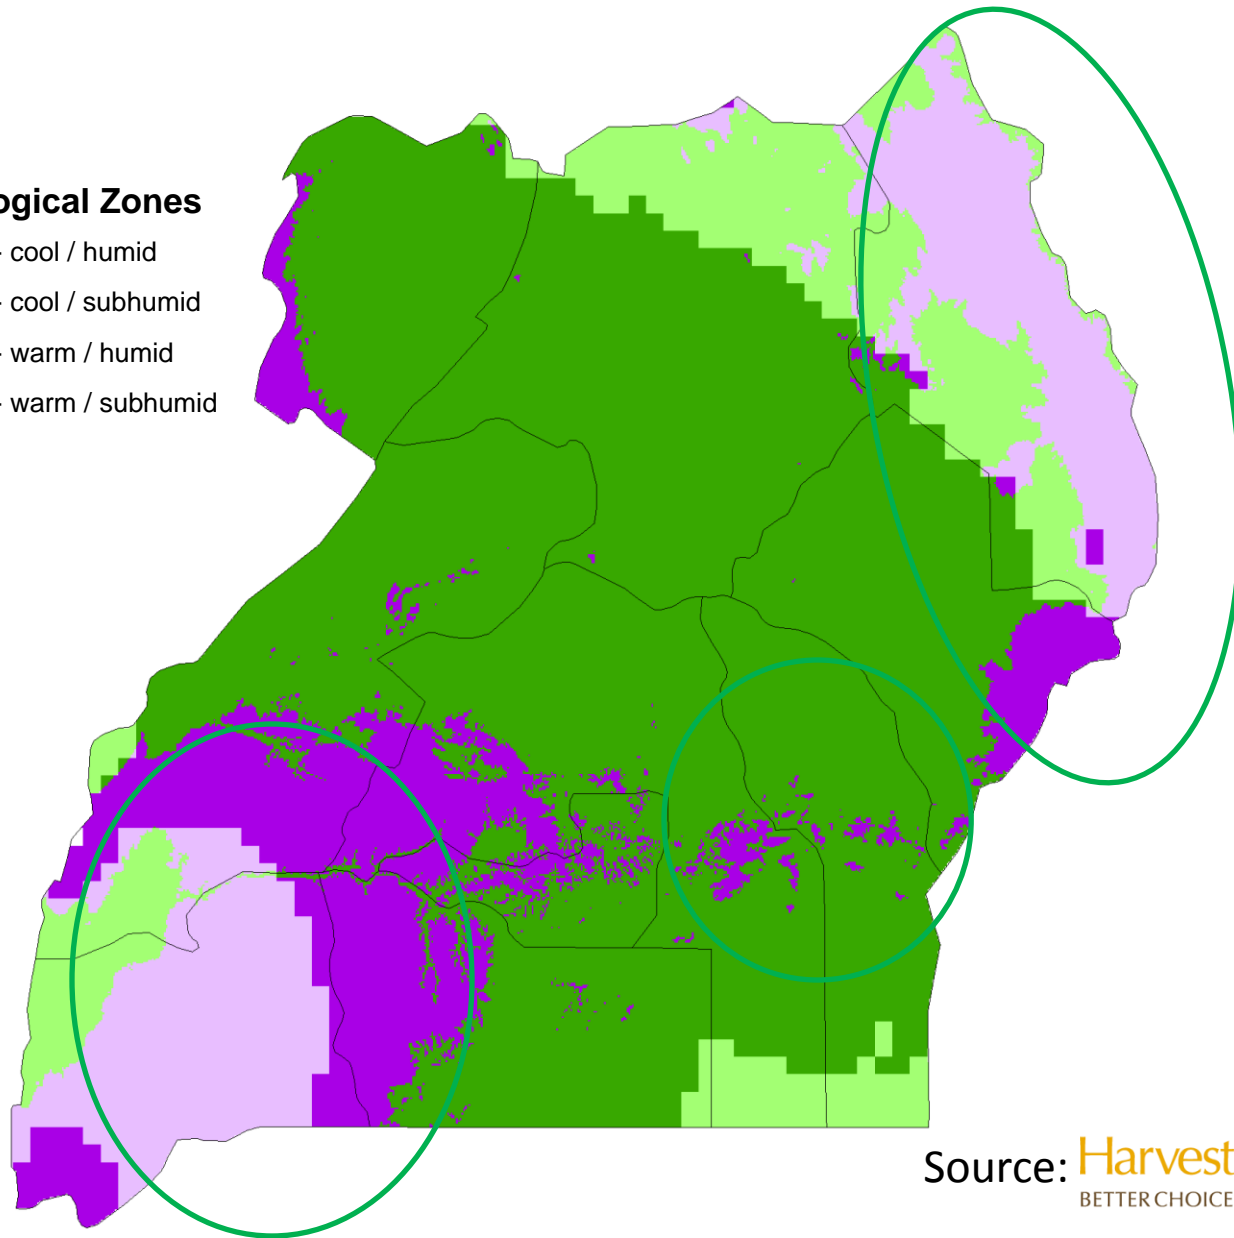 ogical Zones
- cool / humid
- cool / subhumid
- warm / humid
- warm / subhumid
Source: Harvest
BETTER CHOICE